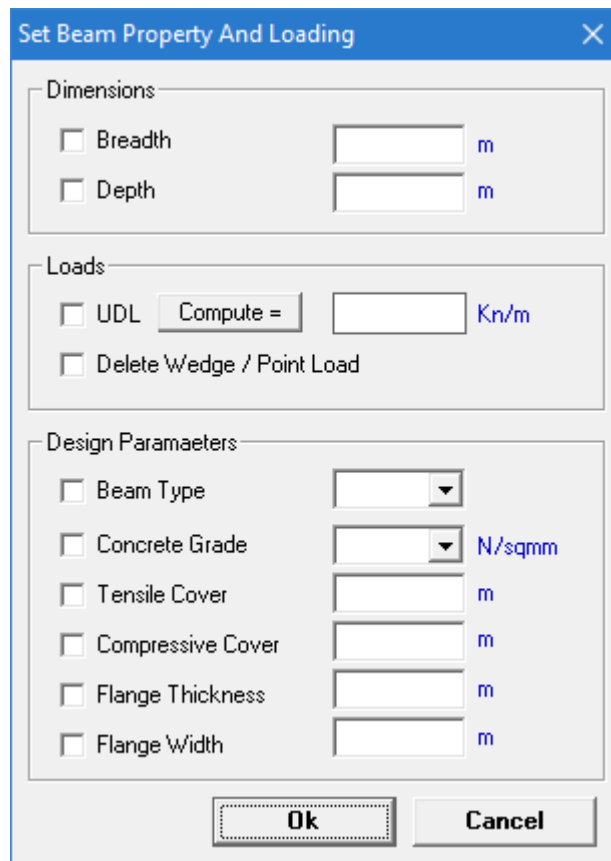 Set Beam Property And Loading
Dimensions
Breadth m
Depth m
Loads
UDL Compute = Kn/m
Delete Wedge / Point Load
Design Paramaeters
Beam Type
Concrete Grade N/sqmm
Tensile Cover m
Compressive Cover m
Flange Thickness m
Flange Width m
Ok Cancel